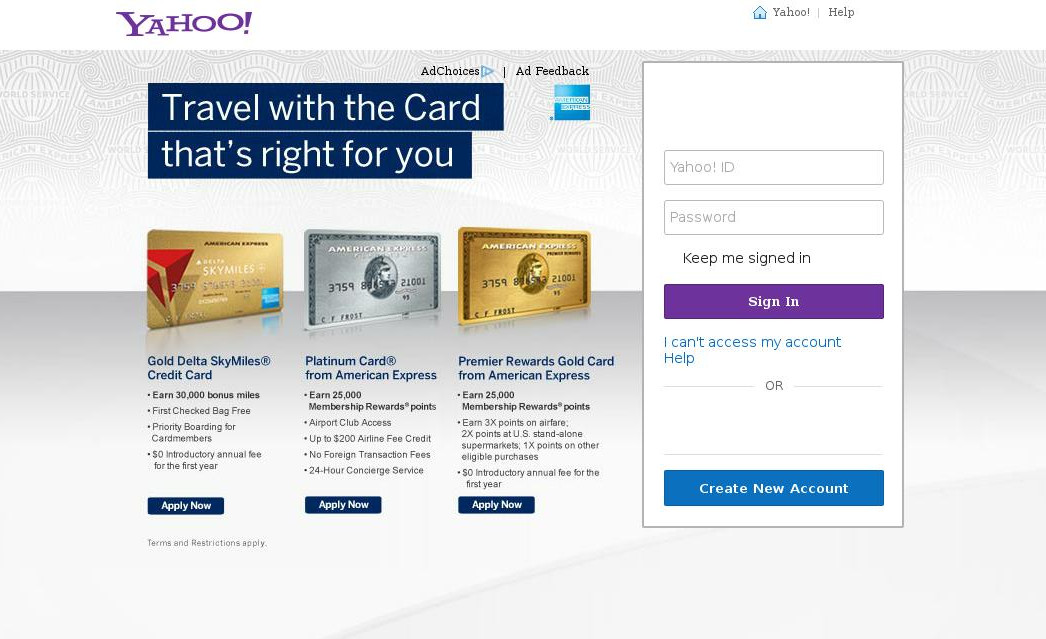 YAHOO!
Yahoo! | Help
AdChoices | Ad Feedback
Travel with the Card
that's right for you
AMERICAN EXPRESS
AMERICAN EXPRESS
DELTA
SKYMILES
AMERICAN EXPRESS
3759 21001
C F FROST
AMERICAN EXPRESS
PREMIER REWARDS
3759 21001
C F FROST
Gold Delta SkyMiles®
Credit Card
• Earn 30,000 bonus miles
• First Checked Bag Free
• Priority Boarding for
Cardmembers
• $0 Introductory annual fee
for the first year
Apply Now
Platinum Card®
from American Express
• Earn 25,000
Membership Rewards® points
• Airport Club Access
• Up to $200 Airline Fee Credit
• No Foreign Transaction Fees
• 24-Hour Concierge Service
Apply Now
Premier Rewards Gold Card
from American Express
• Earn 25,000
Membership Rewards® points
• Earn 3X points on airfare;
2X points at U.S. stand-alone
supermarkets; 1X points on other
eligible purchases
• $0 Introductory annual fee for the
first year
Apply Now
Terms and Restrictions apply.
Yahoo! ID
Password
Keep me signed in
Sign In
I can't access my account
Help
OR
Create New Account